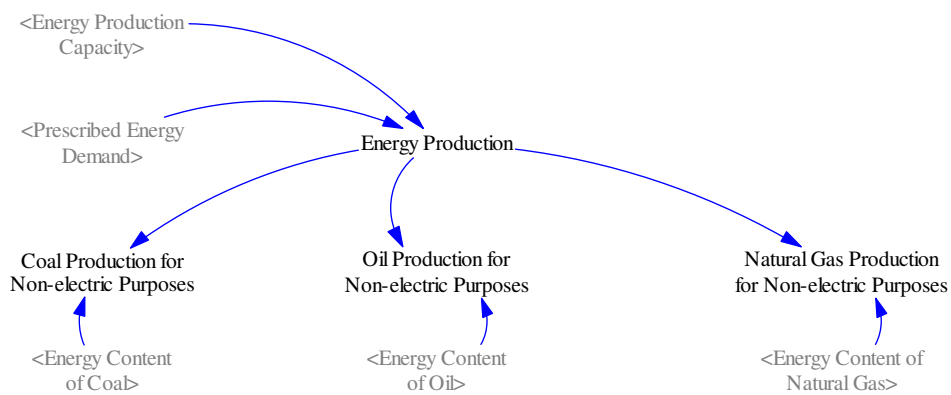 <Energy Production
Capacity>
<Prescribed Energy
Demand>
Energy Production
Coal Production for
Non-electric Purposes
Oil Production for
Non-electric Purposes
Natural Gas Production
for Non-electric Purposes
<Energy Content
of Coal>
<Energy Content
of Oil>
<Energy Content of
Natural Gas>